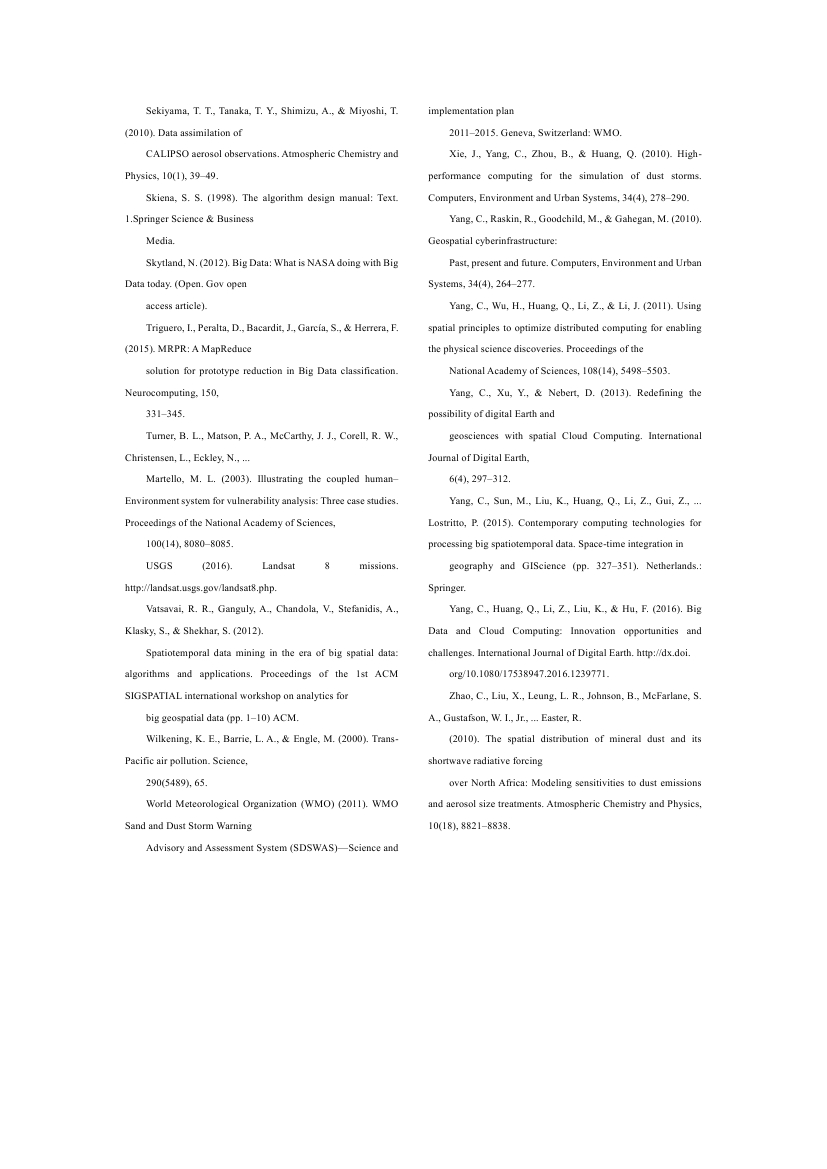 Sekiyama, T. T., Tanaka, T. Y., Shimizu, A., & Miyoshi, T.
(2010). Data assimilation of
CALIPSO aerosol observations. Atmospheric Chemistry and
Physics, 10(1), 39–49.
Skiena, S. S. (1998). The algorithm design manual: Text.
1.Springer Science & Business
Media.
Skytland, N. (2012). Big Data: What is NASA doing with Big
Data today. (Open. Gov open
access article).
Triguero, I., Peralta, D., Bacardit, J., García, S., & Herrera, F.
(2015). MRPR: A MapReduce
solution for prototype reduction in Big Data classification.
Neurocomputing, 150,
331–345.
Turner, B. L., Matson, P. A., McCarthy, J. J., Corell, R. W.,
Christensen, L., Eckley, N., ...
Martello, M. L. (2003). Illustrating the coupled human–
Environment system for vulnerability analysis: Three case studies.
Proceedings of the National Academy of Sciences,
100(14), 8080–8085.
USGS (2016). Landsat 8 missions.
http://landsat.usgs.gov/landsat8.php.
Vatsavai, R. R., Ganguly, A., Chandola, V., Stefanidis, A.,
Klasky, S., & Shekhar, S. (2012).
Spatiotemporal data mining in the era of big spatial data:
algorithms and applications. Proceedings of the 1st ACM
SIGSPATIAL international workshop on analytics for
big geospatial data (pp. 1–10) ACM.
Wilkening, K. E., Barrie, L. A., & Engle, M. (2000). Trans-
Pacific air pollution. Science,
290(5489), 65.
World Meteorological Organization (WMO) (2011). WMO
Sand and Dust Storm Warning
Advisory and Assessment System (SDSWAS)—Science and
implementation plan
2011–2015. Geneva, Switzerland: WMO.
Xie, J., Yang, C., Zhou, B., & Huang, Q. (2010). High-
performance computing for the simulation of dust storms.
Computers, Environment and Urban Systems, 34(4), 278–290.
Yang, C., Raskin, R., Goodchild, M., & Gahegan, M. (2010).
Geospatial cyberinfrastructure:
Past, present and future. Computers, Environment and Urban
Systems, 34(4), 264–277.
Yang, C., Wu, H., Huang, Q., Li, Z., & Li, J. (2011). Using
spatial principles to optimize distributed computing for enabling
the physical science discoveries. Proceedings of the
National Academy of Sciences, 108(14), 5498–5503.
Yang, C., Xu, Y., & Nebert, D. (2013). Redefining the
possibility of digital Earth and
geosciences with spatial Cloud Computing. International
Journal of Digital Earth,
6(4), 297–312.
Yang, C., Sun, M., Liu, K., Huang, Q., Li, Z., Gui, Z., ...
Lostritto, P. (2015). Contemporary computing technologies for
processing big spatiotemporal data. Space-time integration in
geography and GIScience (pp. 327–351). Netherlands.:
Springer.
Yang, C., Huang, Q., Li, Z., Liu, K., & Hu, F. (2016). Big
Data and Cloud Computing: Innovation opportunities and
challenges. International Journal of Digital Earth. http://dx.doi.
org/10.1080/17538947.2016.1239771.
Zhao, C., Liu, X., Leung, L. R., Johnson, B., McFarlane, S.
A., Gustafson, W. I., Jr., ... Easter, R.
(2010). The spatial distribution of mineral dust and its
shortwave radiative forcing
over North Africa: Modeling sensitivities to dust emissions
and aerosol size treatments. Atmospheric Chemistry and Physics,
10(18), 8821–8838.